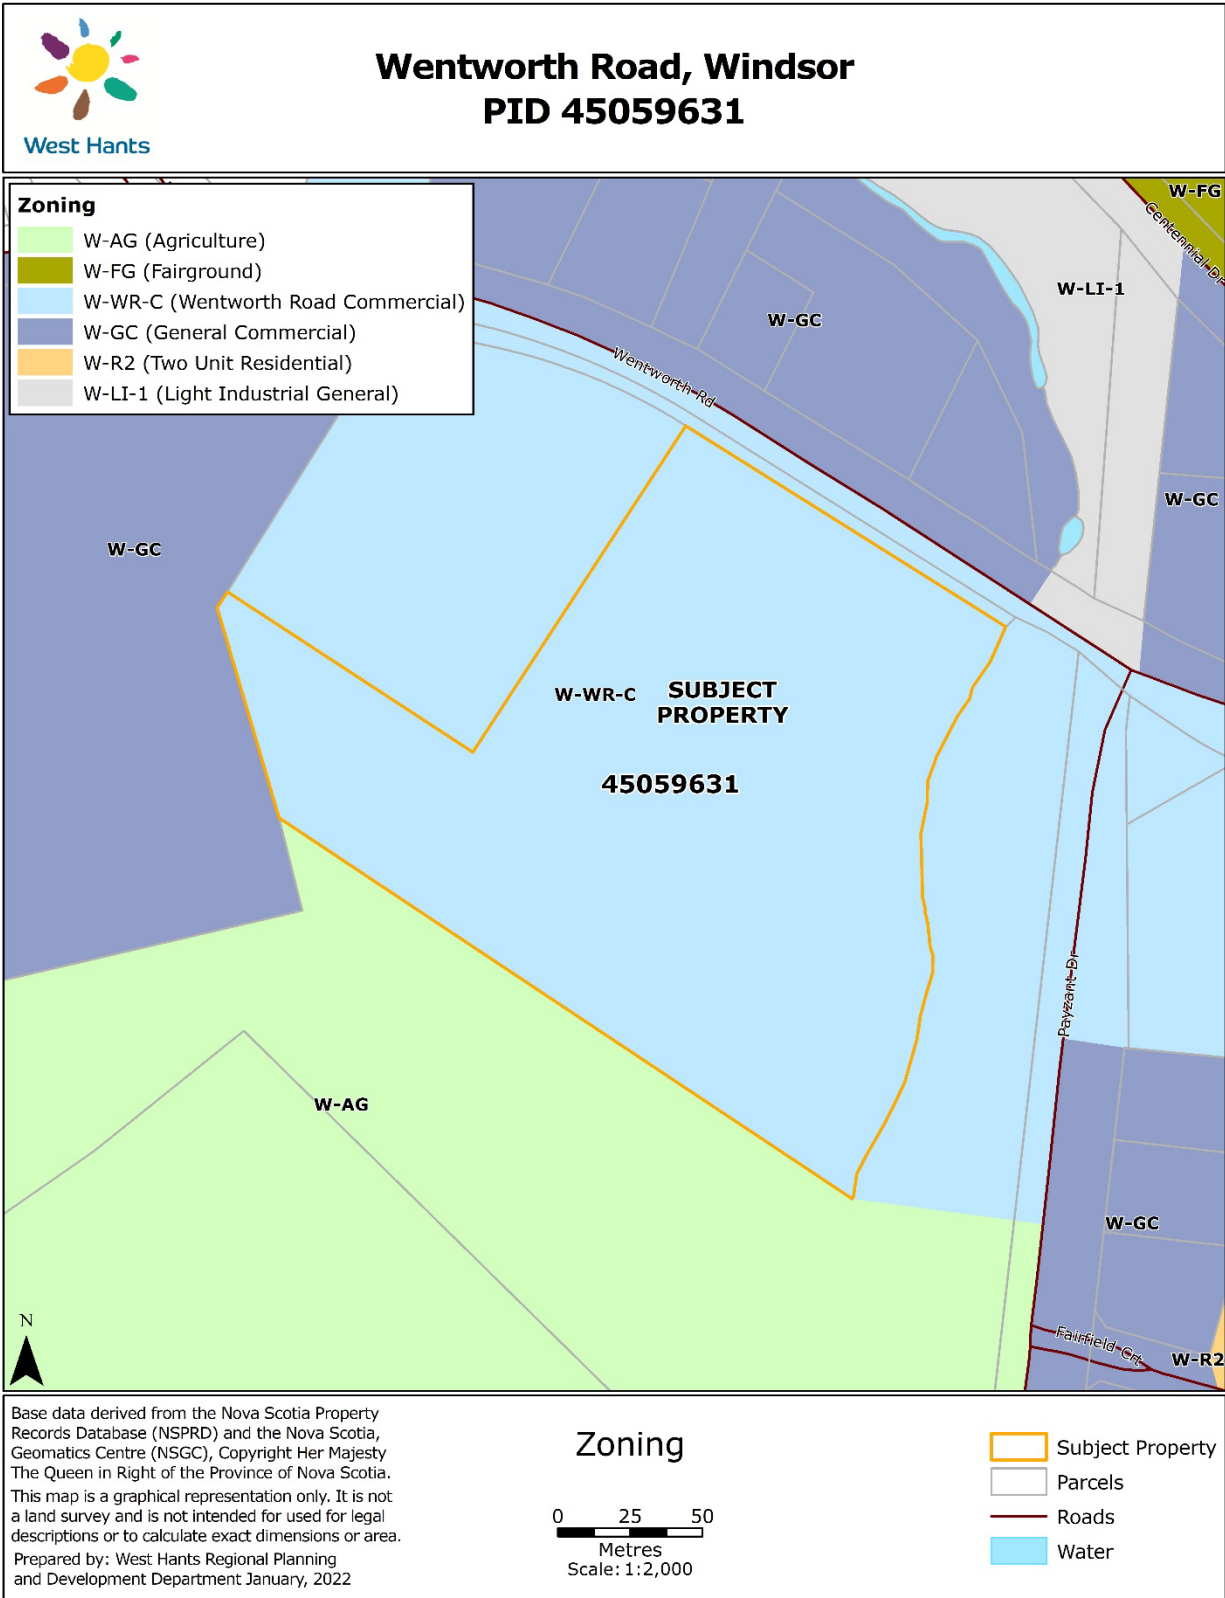 West Hants
Wentworth Road, Windsor
PID 45059631
Zoning
W-AG (Agriculture)
W-FG (Fairground)
W-WR-C (Wentworth Road Commercial)
W-GC (General Commercial)
W-R2 (Two Unit Residential)
W-LI-1 (Light Industrial General)
W-FG
Centennial Dr
W-LI-1
W-GC
Wentworth Rd
W-GC
W-GC
W-WR-C
SUBJECT
PROPERTY
45059631
Payzant Dr
W-AG
W-GC
Fairfield Crt
W-R2
N
Base data derived from the Nova Scotia Property
Records Database (NSPRD) and the Nova Scotia,
Geomatics Centre (NSGC), Copyright Her Majesty
The Queen in Right of the Province of Nova Scotia.
This map is a graphical representation only. It is not
a land survey and is not intended for used for legal
descriptions or to calculate exact dimensions or area.
Prepared by: West Hants Regional Planning
and Development Department January, 2022
Zoning
0 25 50
Metres
Scale: 1:2,000
Subject Property
Parcels
Roads
Water